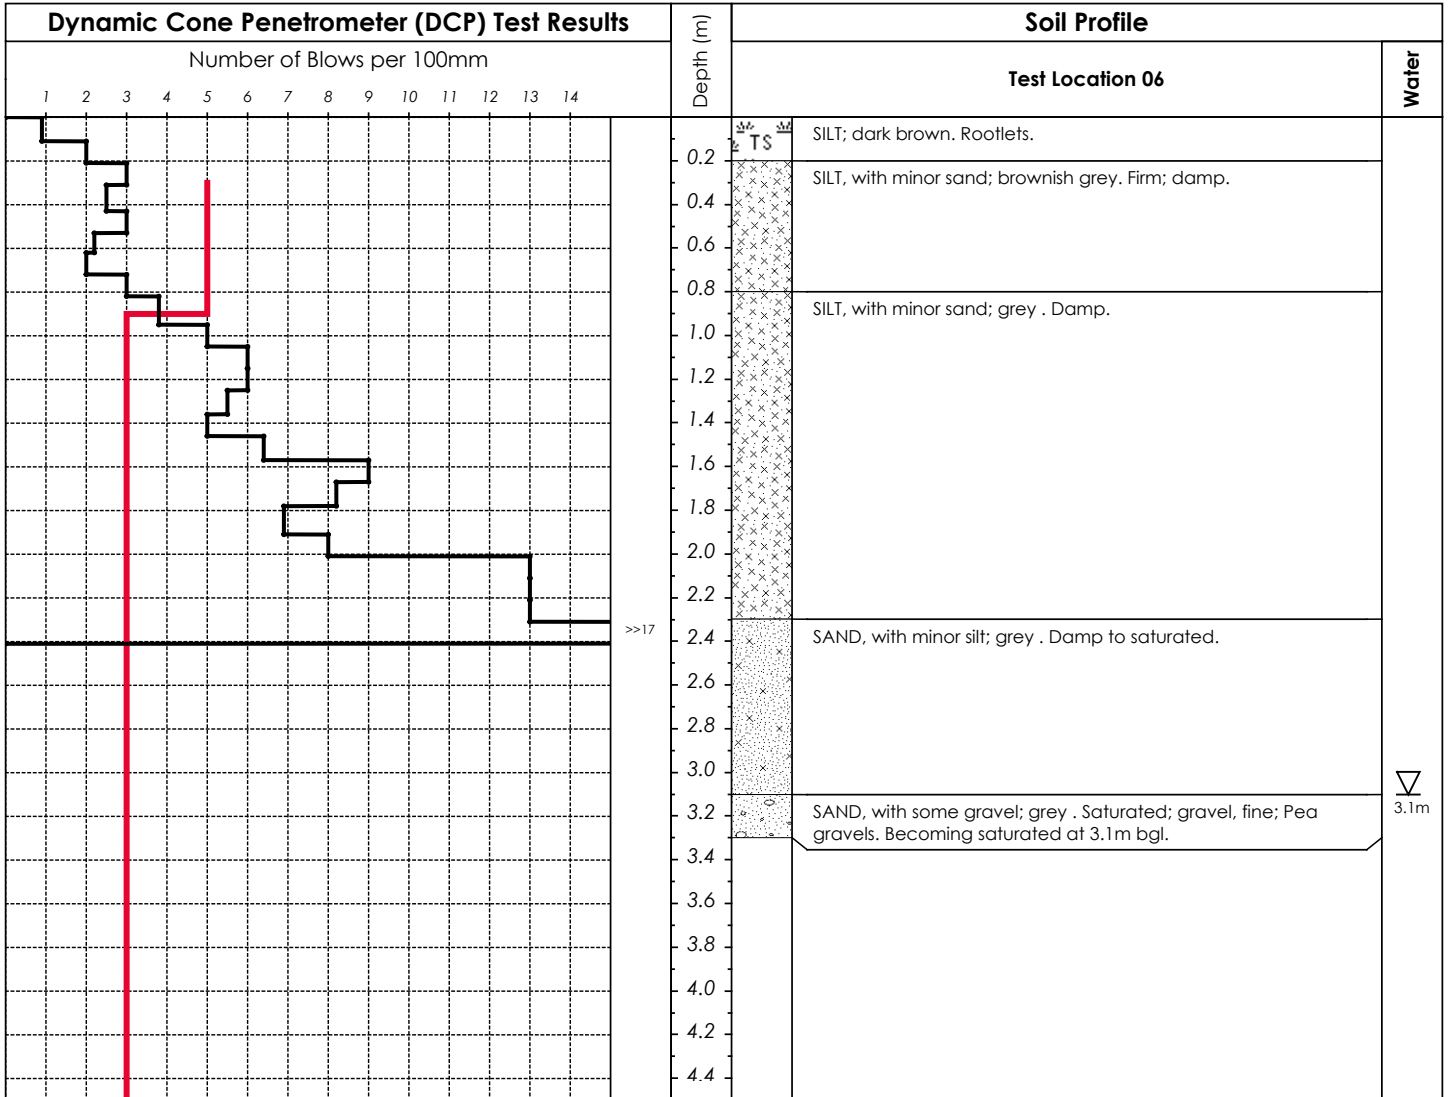 Dynamic Cone Penetrometer (DCP) Test Results
Number of Blows per 100mm
1 2 3 4 5 6 7 8 9 10 11 12 13 14
Depth (m)
Soil Profile
Test Location 06
Water
TS
SILT; dark brown. Rootlets.
0.2
SILT, with minor sand; brownish grey. Firm; damp.
0.4
0.6
0.8
SILT, with minor sand; grey . Damp.
1.0
1.2
1.4
1.6
1.8
2.0
2.2
>>17
2.4
SAND, with minor silt; grey . Damp to saturated.
2.6
2.8
3.0
3.2
SAND, with some gravel; grey . Saturated; gravel, fine; Pea
gravels. Becoming saturated at 3.1m bgl.
3.1m
3.4
3.6
3.8
4.0
4.2
4.4